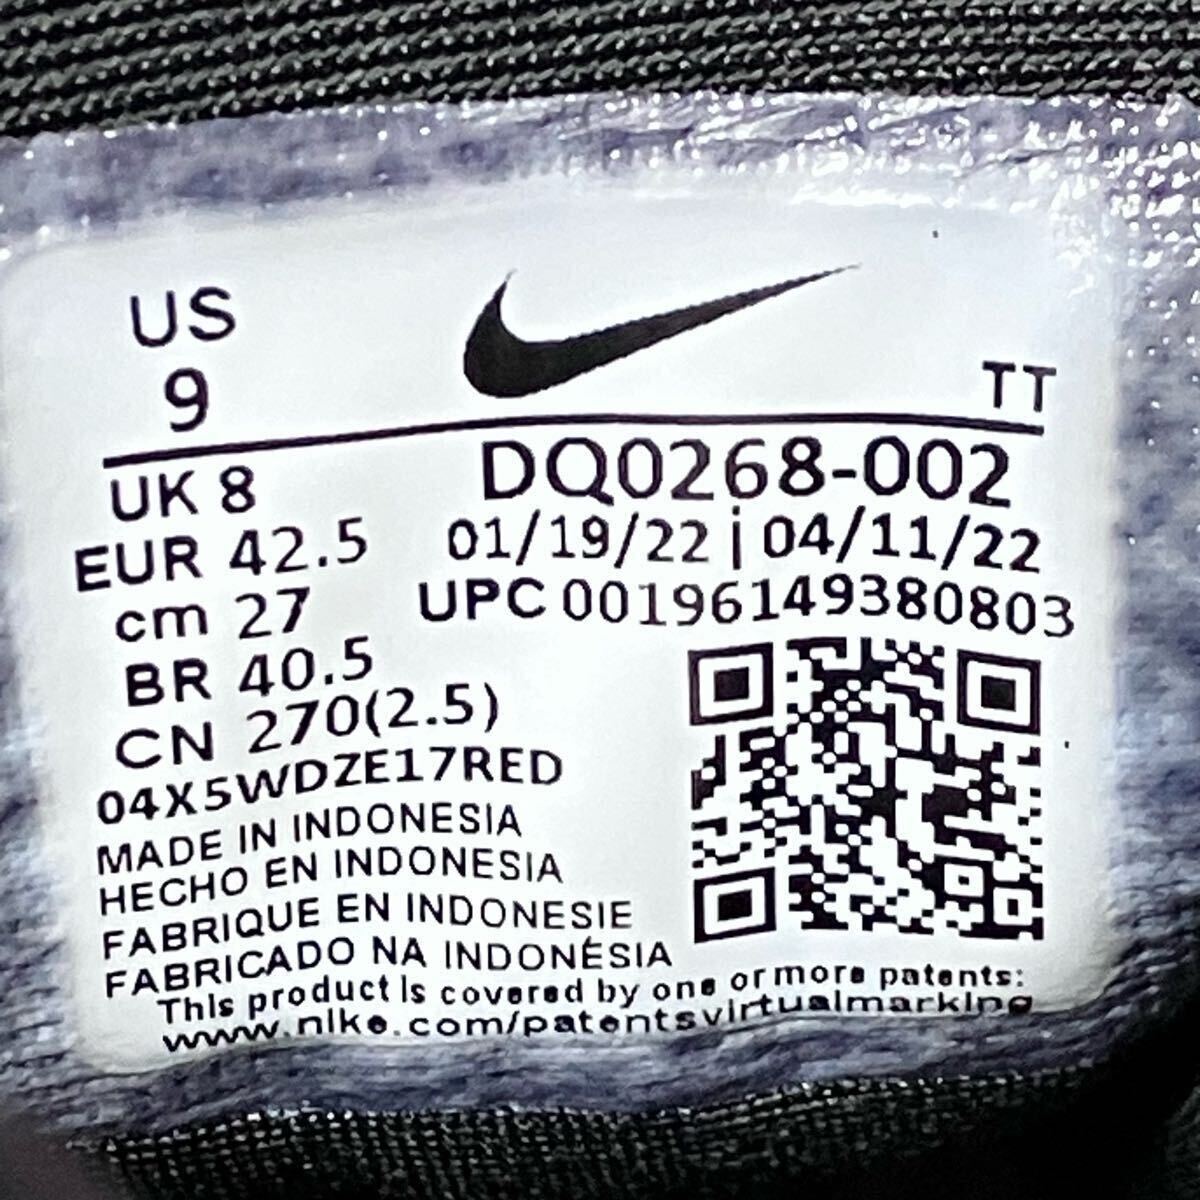 US
9
TT
UK 8
EUR 42.5
cm 27
BR 40.5
CN 270(2.5)
DQ0268-002
01/19/22 | 04/11/22
UPC 00196149380803
04X5WDZE17RED
MADE IN INDONESIA
HECHO EN INDONESIA
FABRIQUE EN INDONESIE
FABRICADO NA INDONÉSIA
This product is covered by one or more patents:
www.nike.com/patentsvirtualmarking